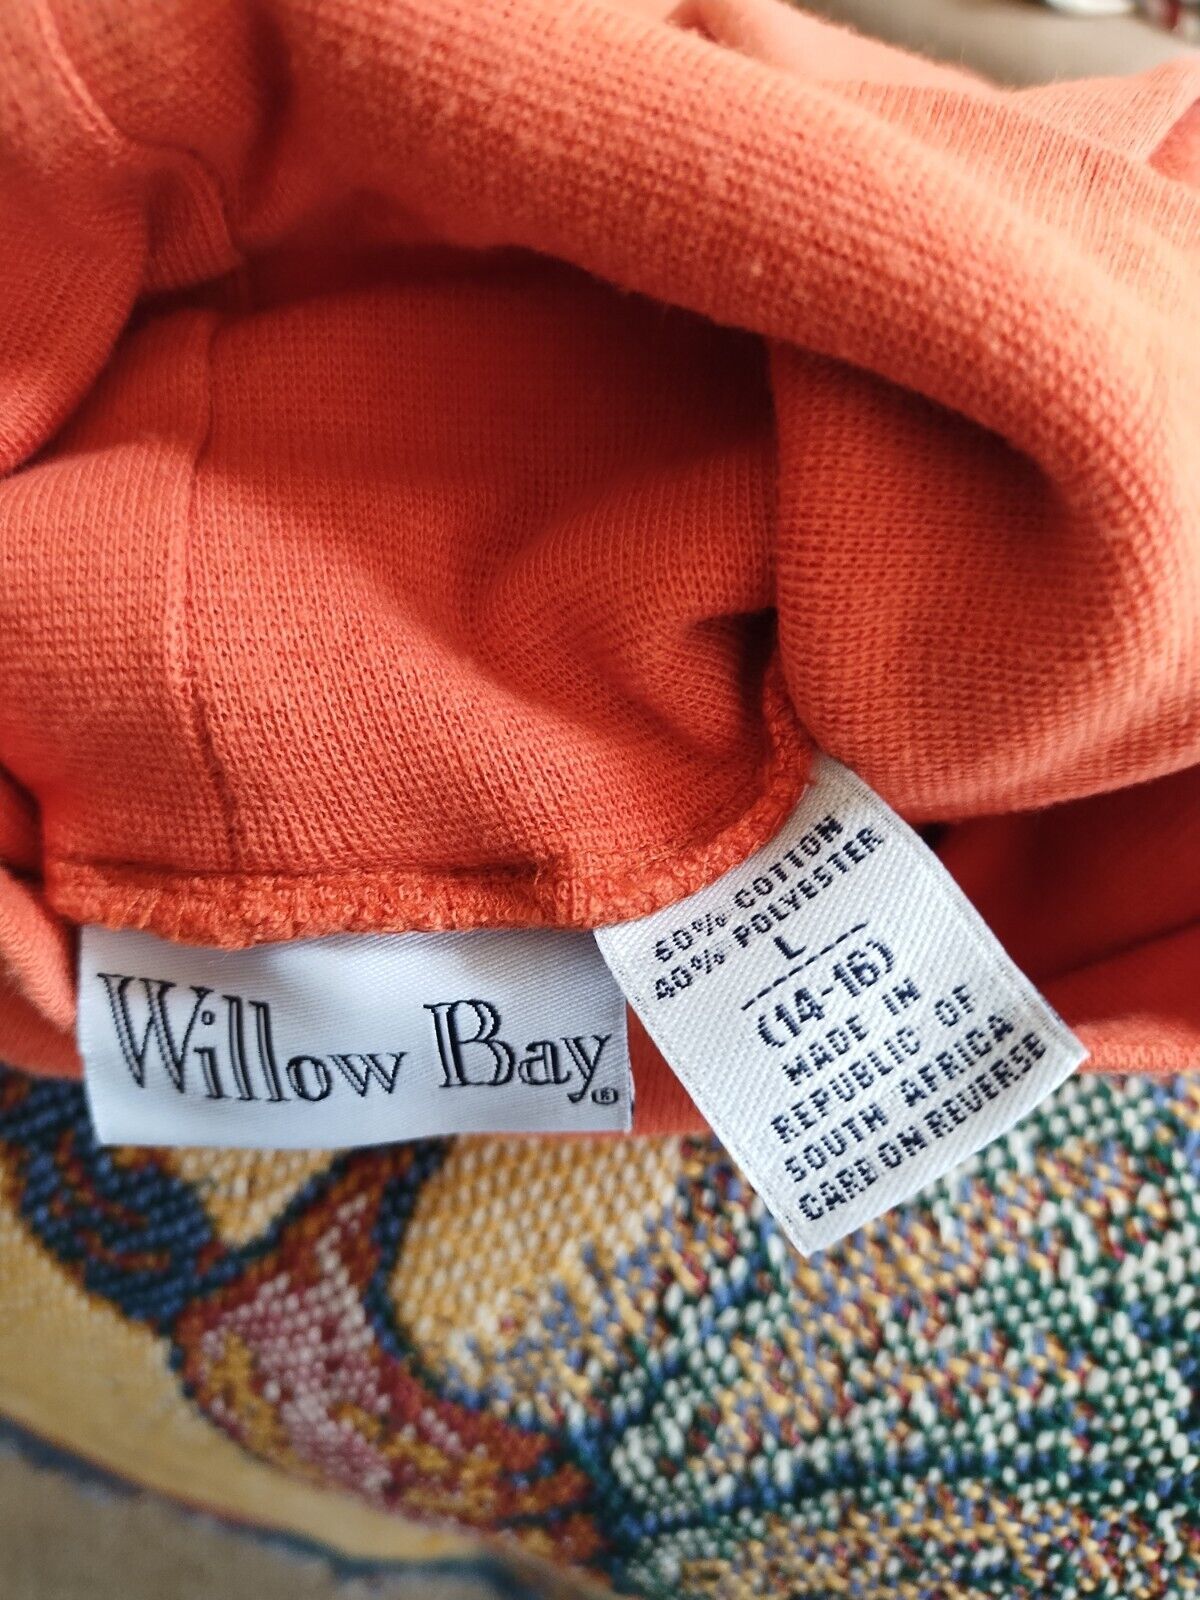 Willow Bay®
60% COTTON
40% POLYESTER
L
(14-16)
MADE IN
REPUBLIC OF
SOUTH AFRICA
CARE ON REVERSE